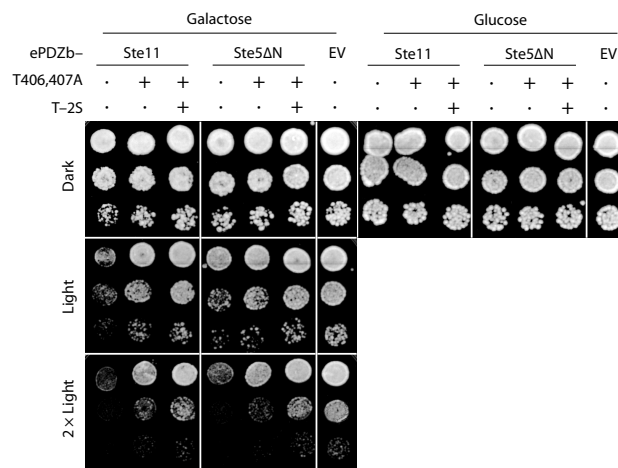 Galactose Glucose
ePDZb– Ste11 Ste5ΔN EV Ste11 Ste5ΔN EV
T406,407A · + + · + + · · + + · + + ·
T–2S · · + · · + · · · + · · + ·
Dark
Light
2 × Light